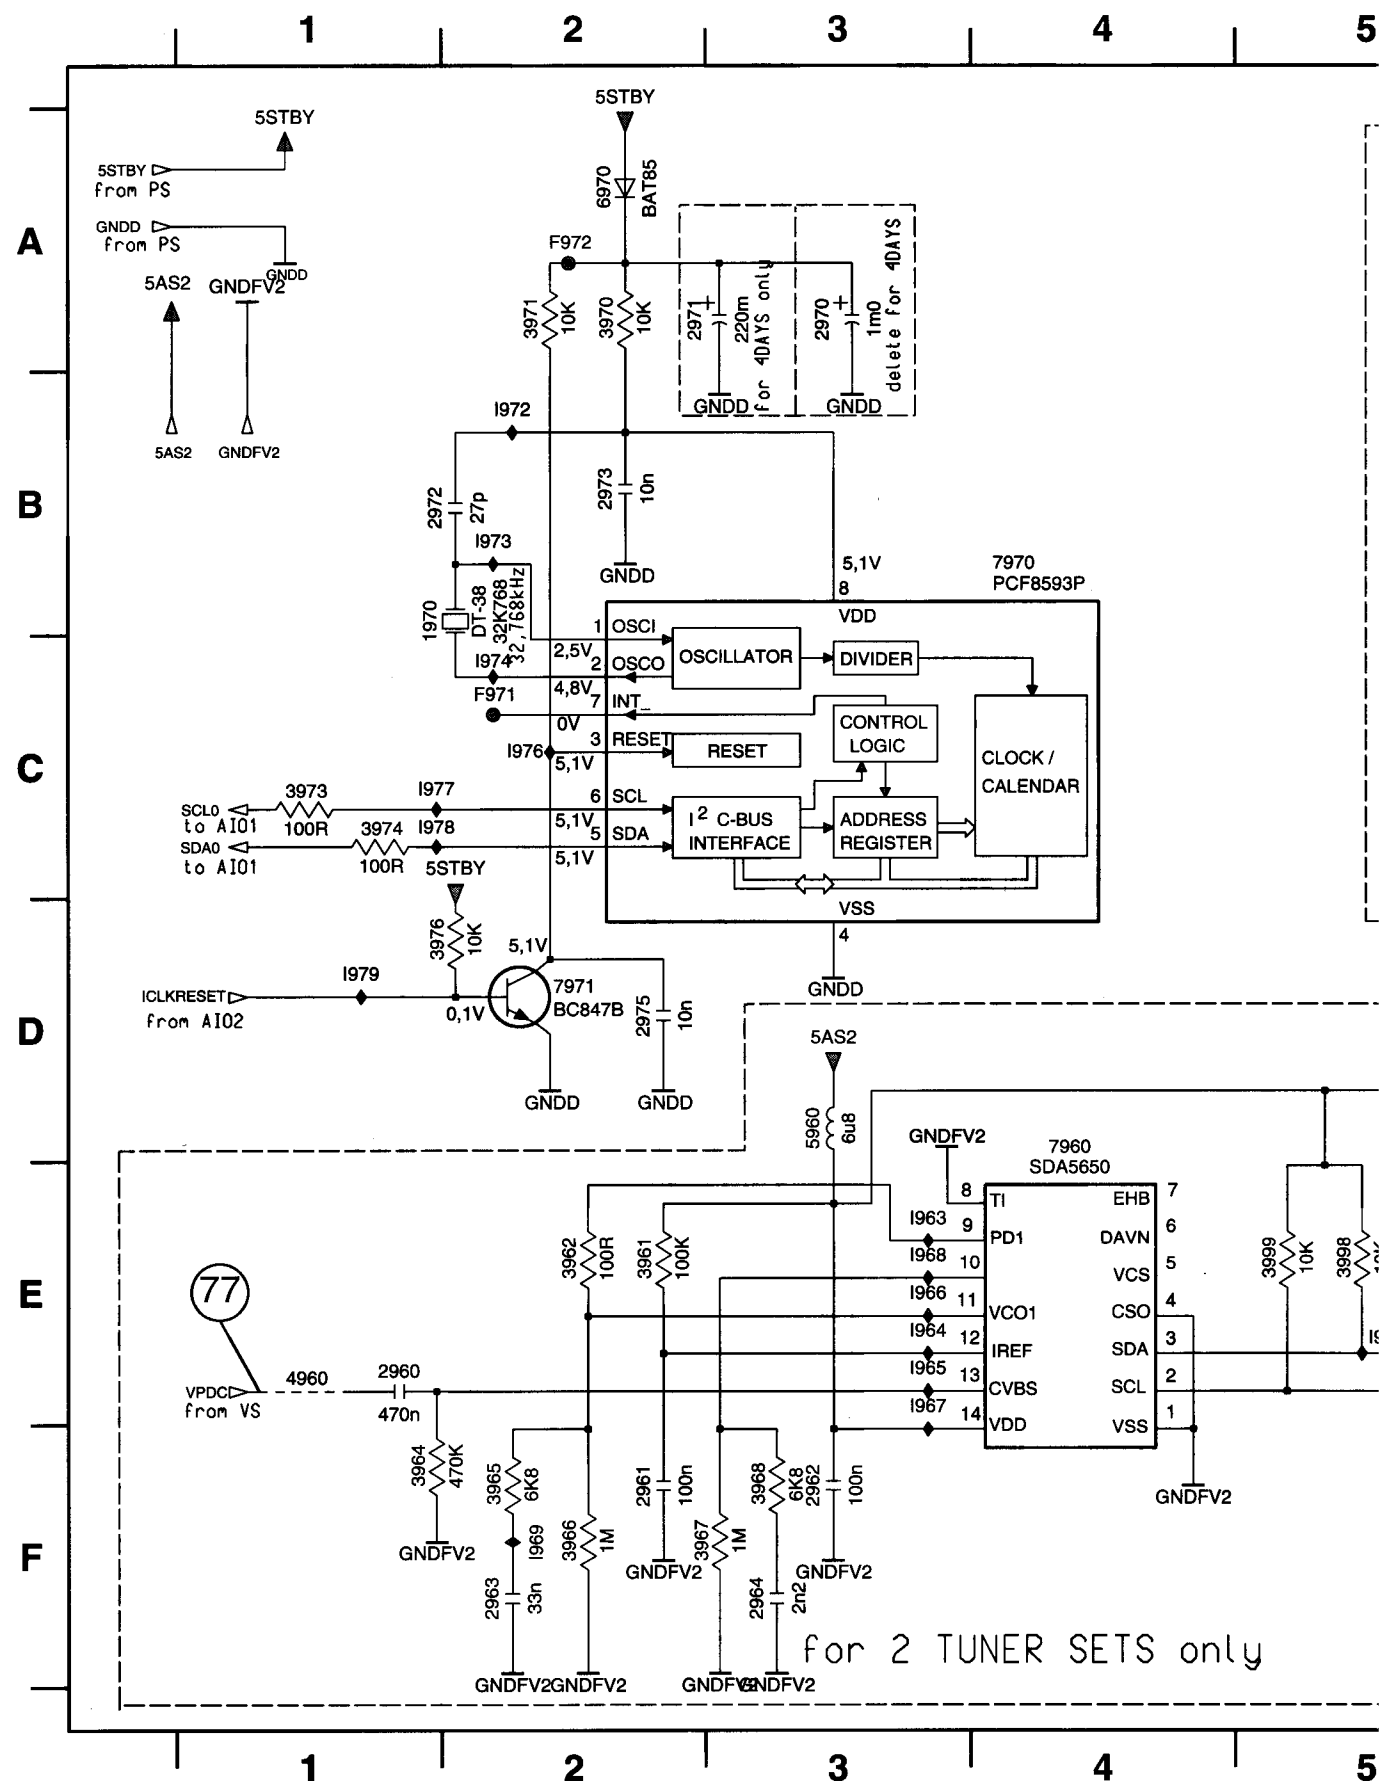 1 2 3 4 5
A
B
C
D
E
F
5STBY
5STBY
from PS
GNDD
from PS
GNDD
5AS2
GNDFV2
5AS2
GNDFV2
5STBY
6970
BAT85
F972
3971
10K
3970
10K
2971
+
220m
for 4DAYS only
GNDD
2970
+
1m0
delete for 4DAYS
GNDD
I972
2972
27p
2973
10n
GNDD
I973
1970
DT-38
32K768
32,768kHz
I974
F971
5,1V
8
7970
PCF8593P
VDD
1 OSCI
2,5V
2 OSCO
4,8V
7 INT_
0V
3 RESET
5,1V
I976
6 SCL
5,1V
5 SDA
5,1V
OSCILLATOR
DIVIDER
CONTROL
LOGIC
RESET
CLOCK /
CALENDAR
I2 C-BUS
INTERFACE
ADDRESS
REGISTER
VSS
4
GNDD
SCL0
to AIO1
3973
100R
I977
SDA0
to AIO1
3974
100R
I978
5STBY
3976
10K
ICLKRESET
from AIO2
I979
0,1V
5,1V
7971
BC847B
2975
10n
GNDD
GNDD
5AS2
5960
6u8
GNDFV2
7960
SDA5650
8 TI
I963
9 PD1
I968
10
I966
11 VCO1
I964
12 IREF
I965
13 CVBS
I967
14 VDD
EHB 7
DAVN 6
VCS 5
CSO 4
SDA 3
SCL 2
VSS 1
GNDFV2
3999
10K
3998
10K
3962
100R
3961
100K
77
VPDC
from VS
4960
2960
470n
3964
470K
GNDFV2
3965
6K8
I969
2963
33n
GNDFV2
3966
1M
GNDFV2
2961
100n
GNDFV2
3967
1M
GNDFV2
3968
6K8
2964
2n2
GNDFV2
2962
100n
GNDFV2
for 2 TUNER SETS only
1 2 3 4 5